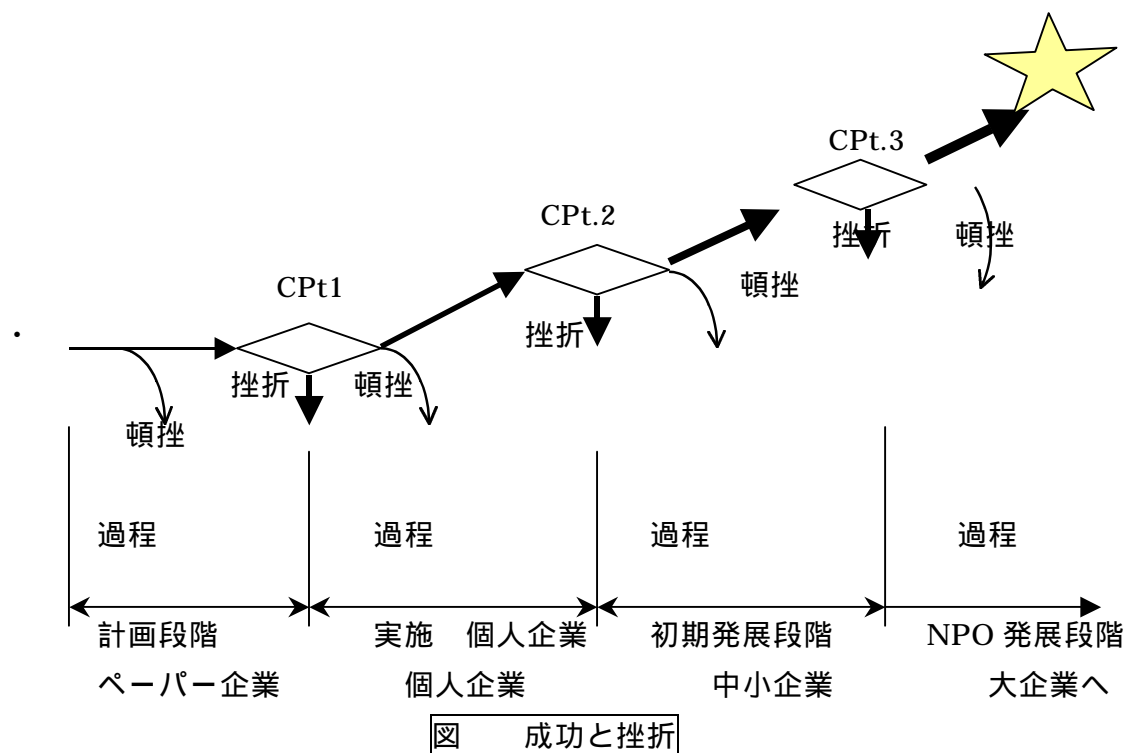 CPt.3
挫折 頓挫
CPt.2
頓挫
挫折
CPt1
.
挫折 頓挫
頓挫
過程 過程 過程 過程
計画段階 実施 個人企業 初期発展段階 NPO 発展段階
ペーパー企業 個人企業 中小企業 大企業へ
図 成功と挫折